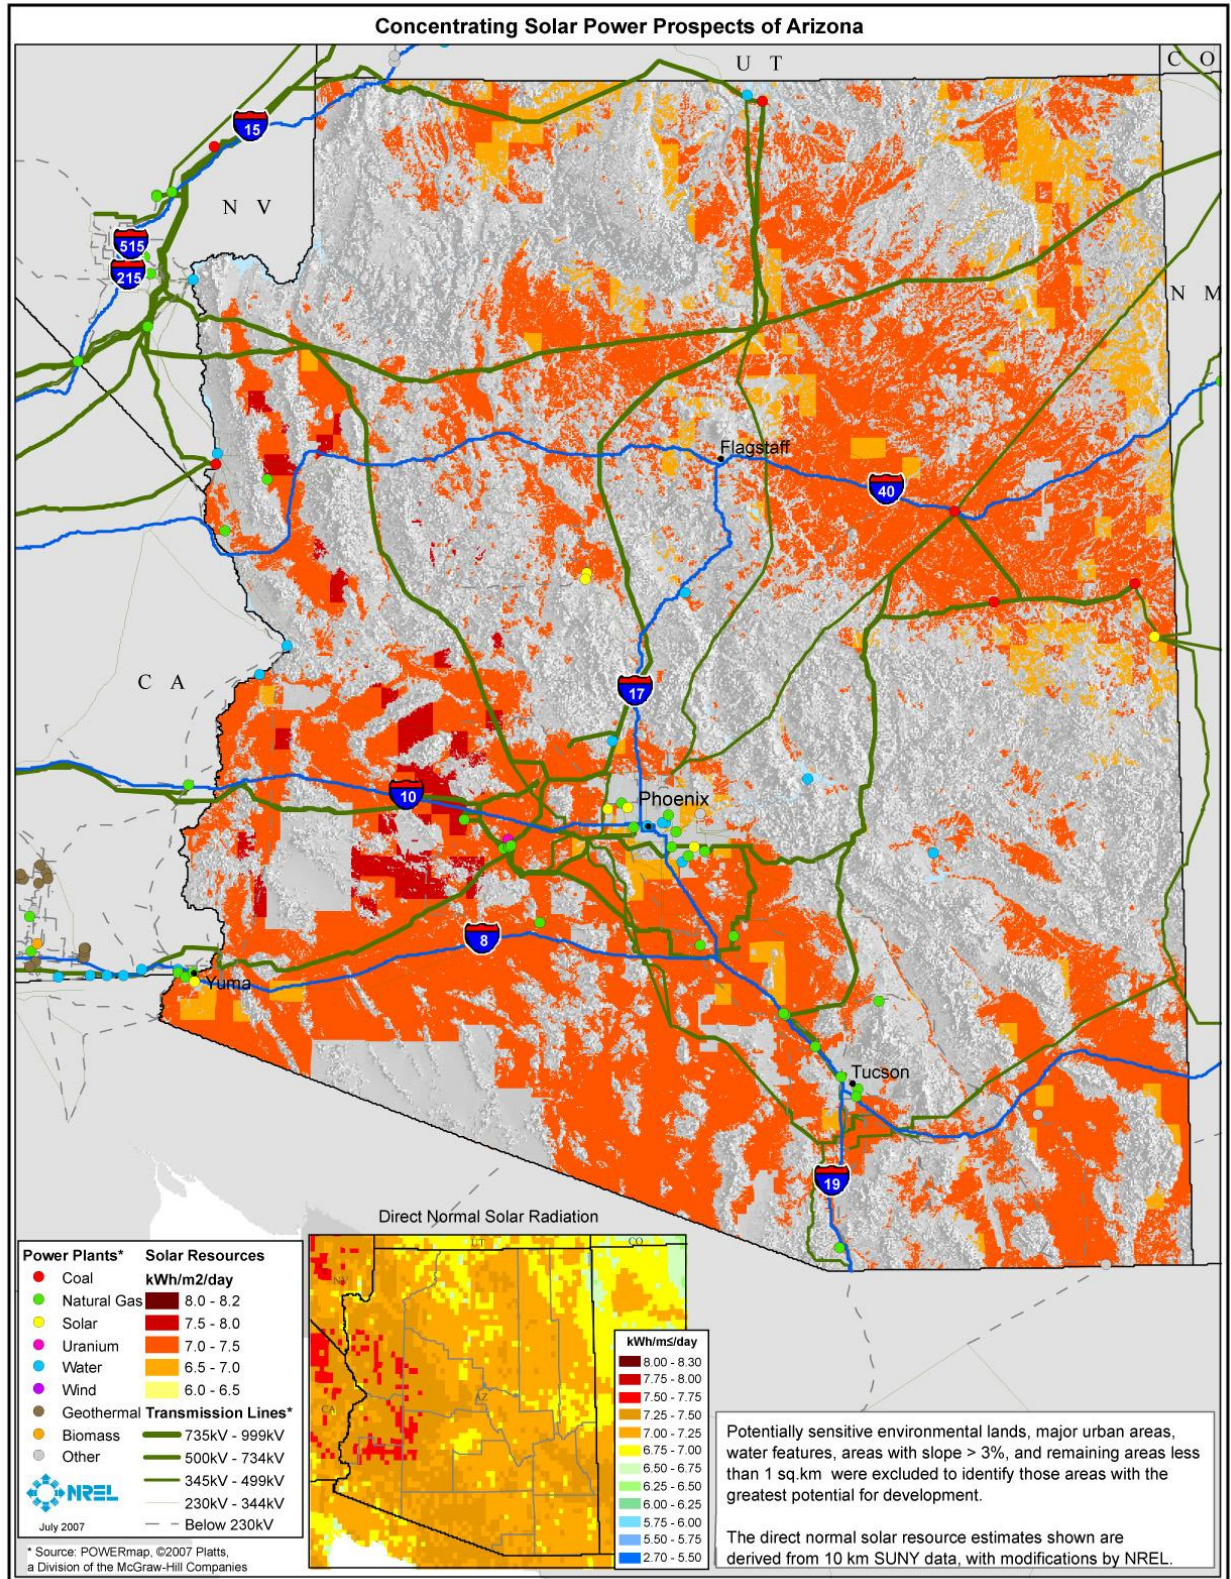 Concentrating Solar Power Prospects of Arizona
U T
C O
15
N V
515
215
N M
Flagstaff
40
C A
17
10
Phoenix
8
Yuma
Tucson
19
Direct Normal Solar Radiation
UT
CO
NV
CA
AZ
Power Plants*
Coal
Natural Gas
Solar
Uranium
Water
Wind
Geothermal
Biomass
Other
Solar Resources
kWh/m2/day
8.0 - 8.2
7.5 - 8.0
7.0 - 7.5
6.5 - 7.0
6.0 - 6.5
Transmission Lines*
735kV - 999kV
500kV - 734kV
345kV - 499kV
230kV - 344kV
Below 230kV
NREL
July 2007
* Source: POWERmap, ©2007 Platts,
a Division of the McGraw-Hill Companies
kWh/m≤/day
8.00 - 8.30
7.75 - 8.00
7.50 - 7.75
7.25 - 7.50
7.00 - 7.25
6.75 - 7.00
6.50 - 6.75
6.25 - 6.50
6.00 - 6.25
5.75 - 6.00
5.50 - 5.75
2.70 - 5.50
Potentially sensitive environmental lands, major urban areas,
water features, areas with slope > 3%, and remaining areas less
than 1 sq.km were excluded to identify those areas with the
greatest potential for development.
The direct normal solar resource estimates shown are
derived from 10 km SUNY data, with modifications by NREL.